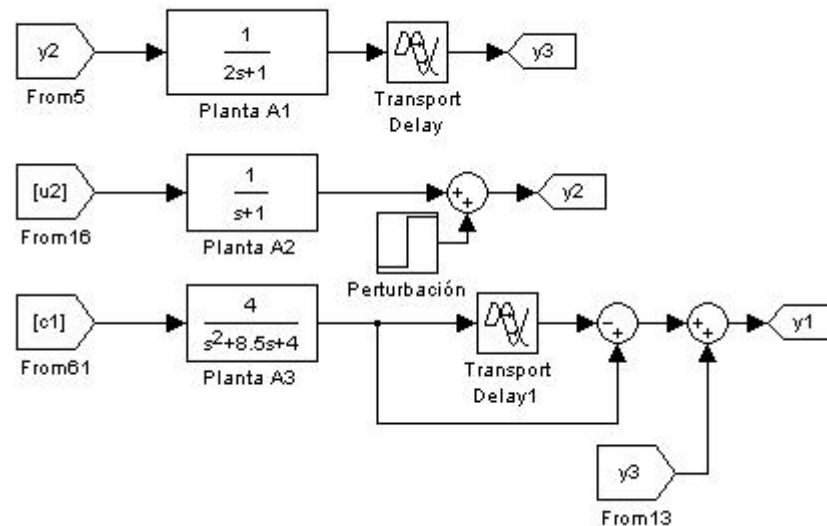 y2
From5
1
2s+1
Planta A1
Transport
Delay
y3
[u2]
From16
1
s+1
Planta A2
+
+
y2
Perturbación
[c1]
From61
4
s²+8.5s+4
Planta A3
Transport
Delay1
-
+
+
+
y1
y3
From13